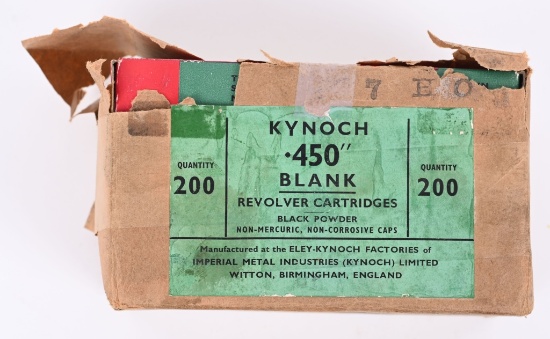 7 E O
KYNOCH
·450"
BLANK
QUANTITY
200
QUANTITY
200
REVOLVER CARTRIDGES
BLACK POWDER
NON-MERCURIC, NON-CORROSIVE CAPS
Manufactured at the ELEY-KYNOCH FACTORIES of
IMPERIAL METAL INDUSTRIES (KYNOCH) LIMITED
WITTON, BIRMINGHAM, ENGLAND